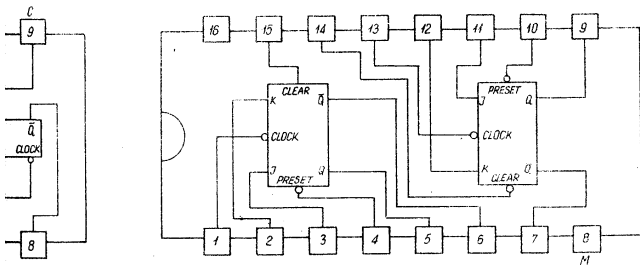 C
9
Q̄
CLOCK
8
16 15 14 13 12 11 10 9
CLEAR
K Q̄
CLOCK
J Q
PRESET
PRESET
J Q
CLOCK
K Q̄
CLEAR
1 2 3 4 5 6 7 8
M